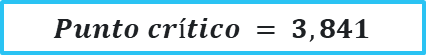 Punto crítico = 3,841